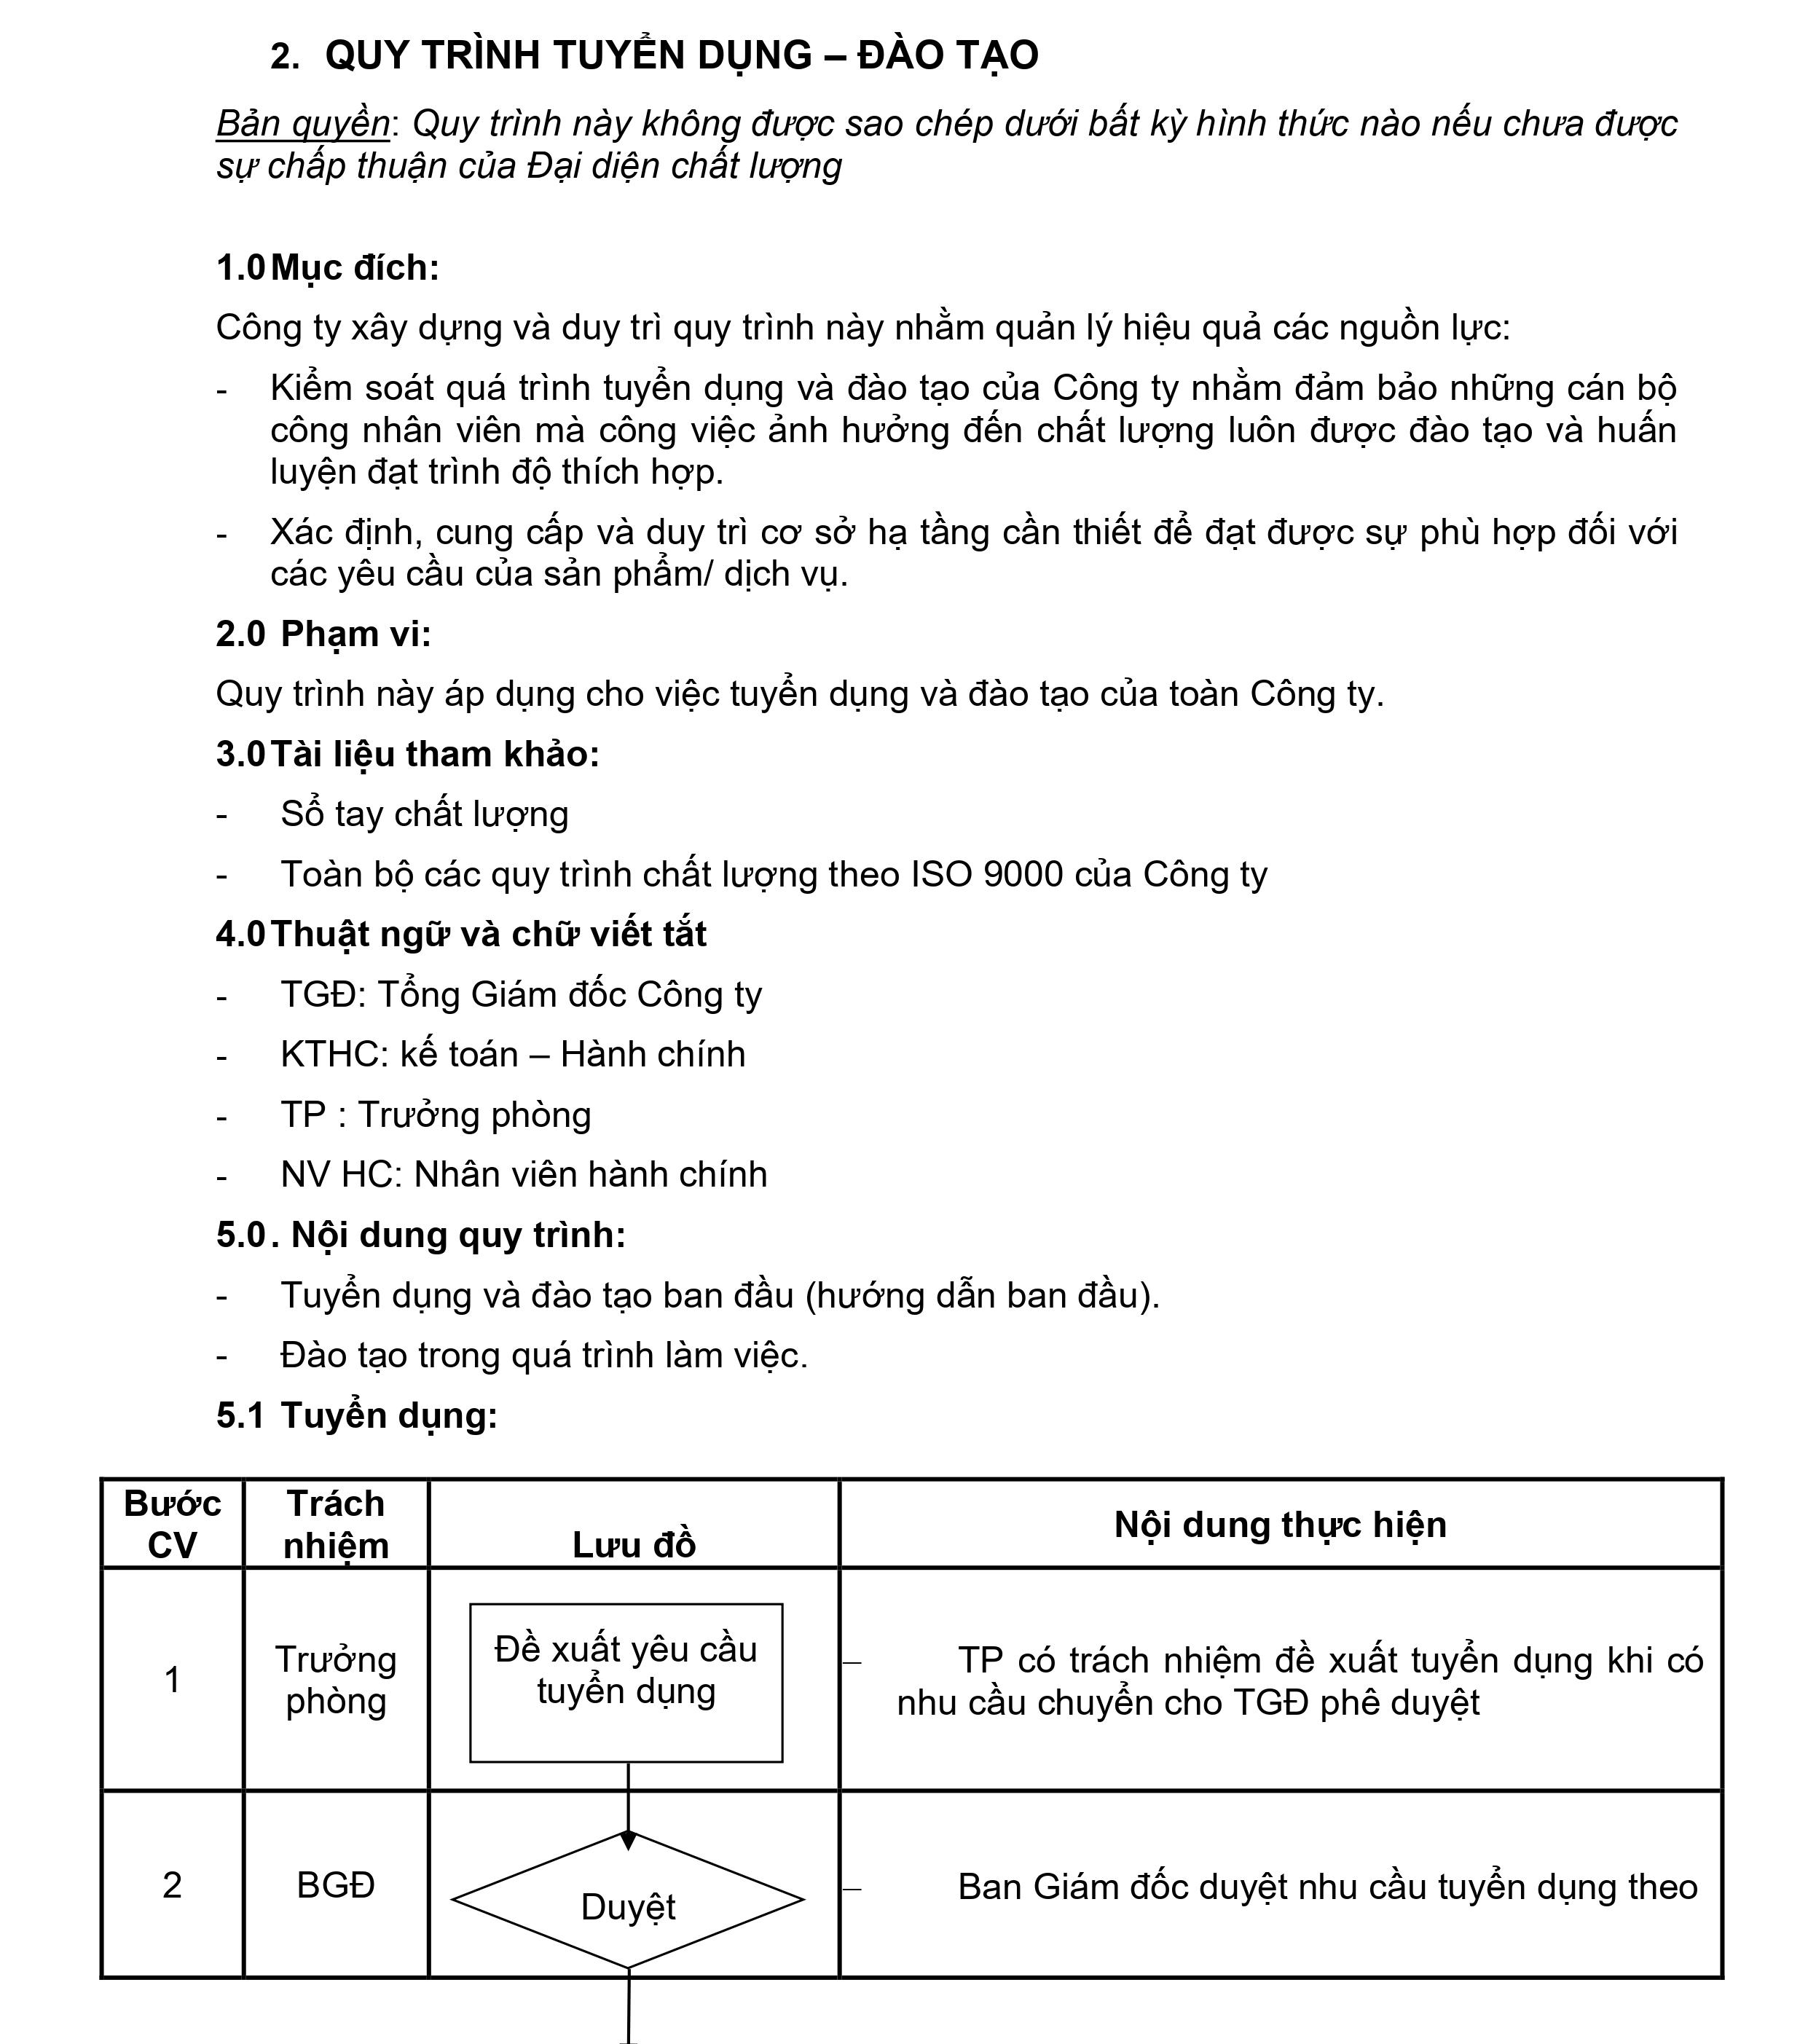 2. QUY TRÌNH TUYỂN DỤNG – ĐÀO TẠO
Bản quyền: Quy trình này không được sao chép dưới bất kỳ hình thức nào nếu chưa được
sự chấp thuận của Đại diện chất lượng
1.0 Mục đích:
Công ty xây dựng và duy trì quy trình này nhằm quản lý hiệu quả các nguồn lực:
- Kiểm soát quá trình tuyển dụng và đào tạo của Công ty nhằm đảm bảo những cán bộ
công nhân viên mà công việc ảnh hưởng đến chất lượng luôn được đào tạo và huấn
luyện đạt trình độ thích hợp.
- Xác định, cung cấp và duy trì cơ sở hạ tầng cần thiết để đạt được sự phù hợp đối với
các yêu cầu của sản phẩm/ dịch vụ.
2.0 Phạm vi:
Quy trình này áp dụng cho việc tuyển dụng và đào tạo của toàn Công ty.
3.0 Tài liệu tham khảo:
- Sổ tay chất lượng
- Toàn bộ các quy trình chất lượng theo ISO 9000 của Công ty
4.0 Thuật ngữ và chữ viết tắt
- TGĐ: Tổng Giám đốc Công ty
- KTHC: kế toán – Hành chính
- TP : Trưởng phòng
- NV HC: Nhân viên hành chính
5.0 . Nội dung quy trình:
- Tuyển dụng và đào tạo ban đầu (hướng dẫn ban đầu).
- Đào tạo trong quá trình làm việc.
5.1 Tuyển dụng:
Bước
CV
Trách
nhiệm
Lưu đồ
Nội dung thực hiện
1
Trưởng
phòng
Đề xuất yêu cầu
tuyển dụng
– TP có trách nhiệm đề xuất tuyển dụng khi có
nhu cầu chuyển cho TGĐ phê duyệt
2
BGĐ
Duyệt
– Ban Giám đốc duyệt nhu cầu tuyển dụng theo